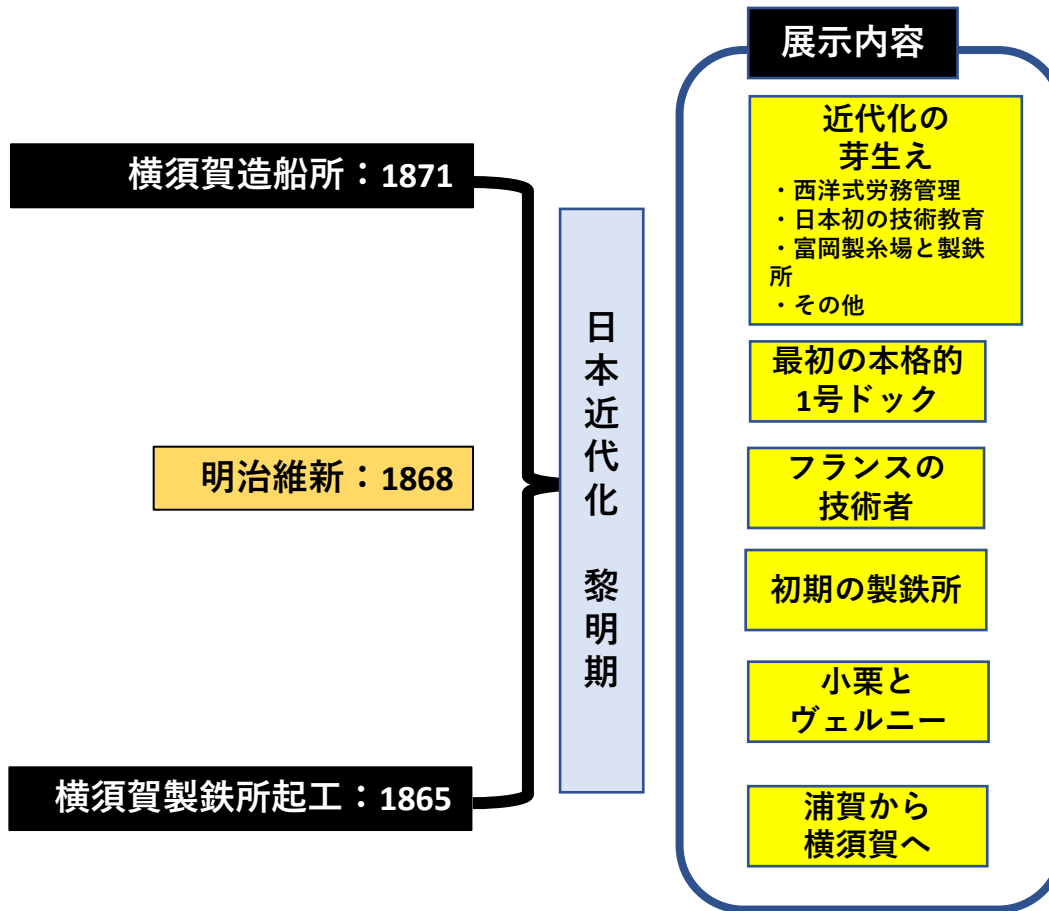 展示内容
近代化の
芽生え
・西洋式労務管理
・日本初の技術教育
・富岡製糸場と製鉄
所
・その他
横須賀造船所：1871
日本近代化 黎明期
最初の本格的
1号ドック
明治維新：1868
フランスの
技術者
初期の製鉄所
小栗と
ヴェルニー
横須賀製鉄所起工：1865
浦賀から
横須賀へ